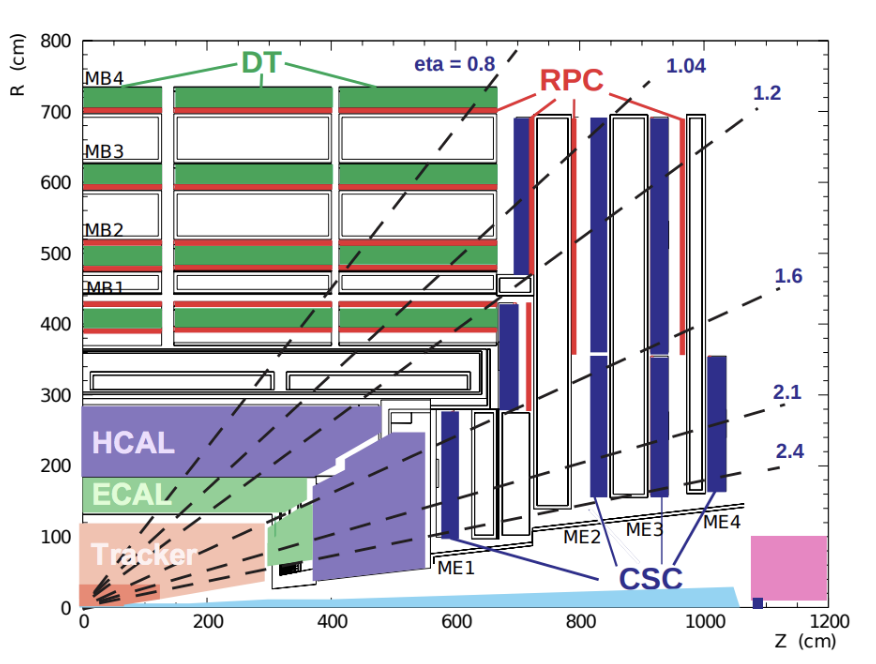 R (cm)
800
700
600
500
400
300
200
100
0
0
200
400
600
800
1000
1200
Z (cm)
MB4
MB3
MB2
MB1
DT
eta = 0.8
RPC
1.04
1.2
1.6
2.1
2.4
HCAL
ECAL
Tracker
ME1
ME2
ME3
ME4
CSC